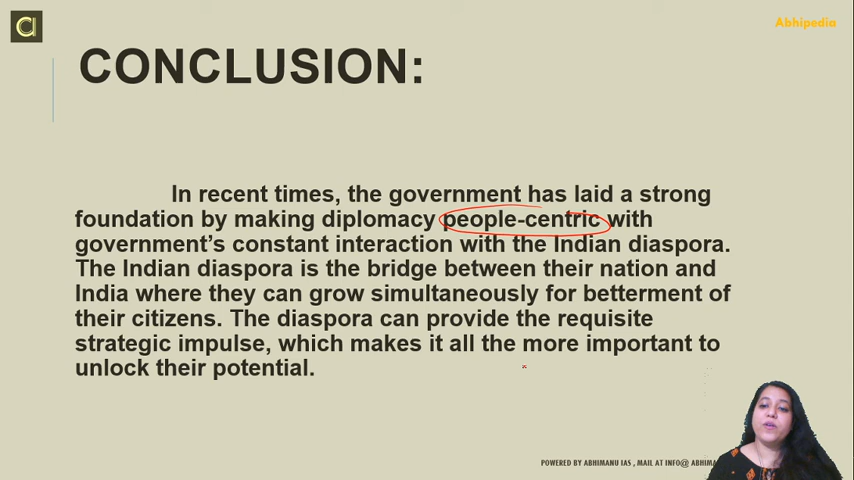 Abhipedia
CONCLUSION:
In recent times, the government has laid a strong
foundation by making diplomacy people-centric with
government’s constant interaction with the Indian diaspora.
The Indian diaspora is the bridge between their nation and
India where they can grow simultaneously for betterment of
their citizens. The diaspora can provide the requisite
strategic impulse, which makes it all the more important to
unlock their potential.
POWERED BY ABHIMANU IAS , MAIL AT INFO@ ABHIMA